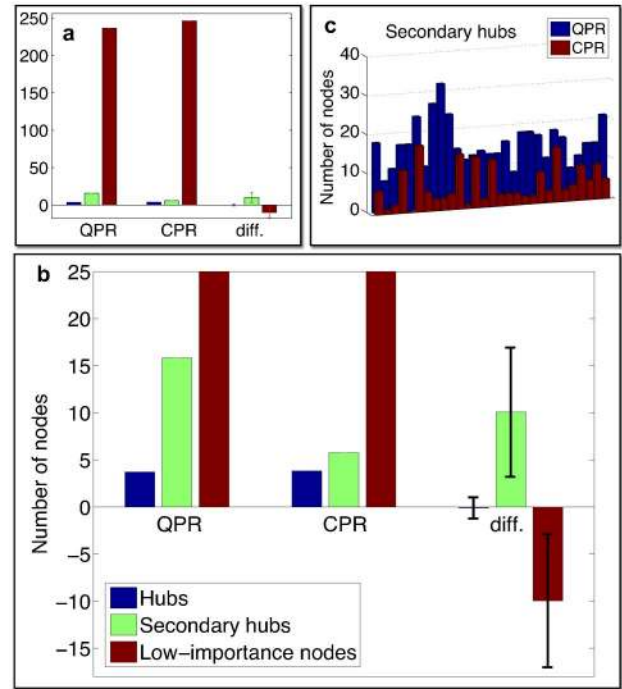 a
250
200
150
100
50
0
QPR CPR diff.
c
Secondary hubs
QPR
CPR
Number of nodes
40
30
20
10
0
b
Number of nodes
25
20
15
10
5
0
−5
−10
−15
QPR CPR diff.
Hubs
Secondary hubs
Low−importance nodes